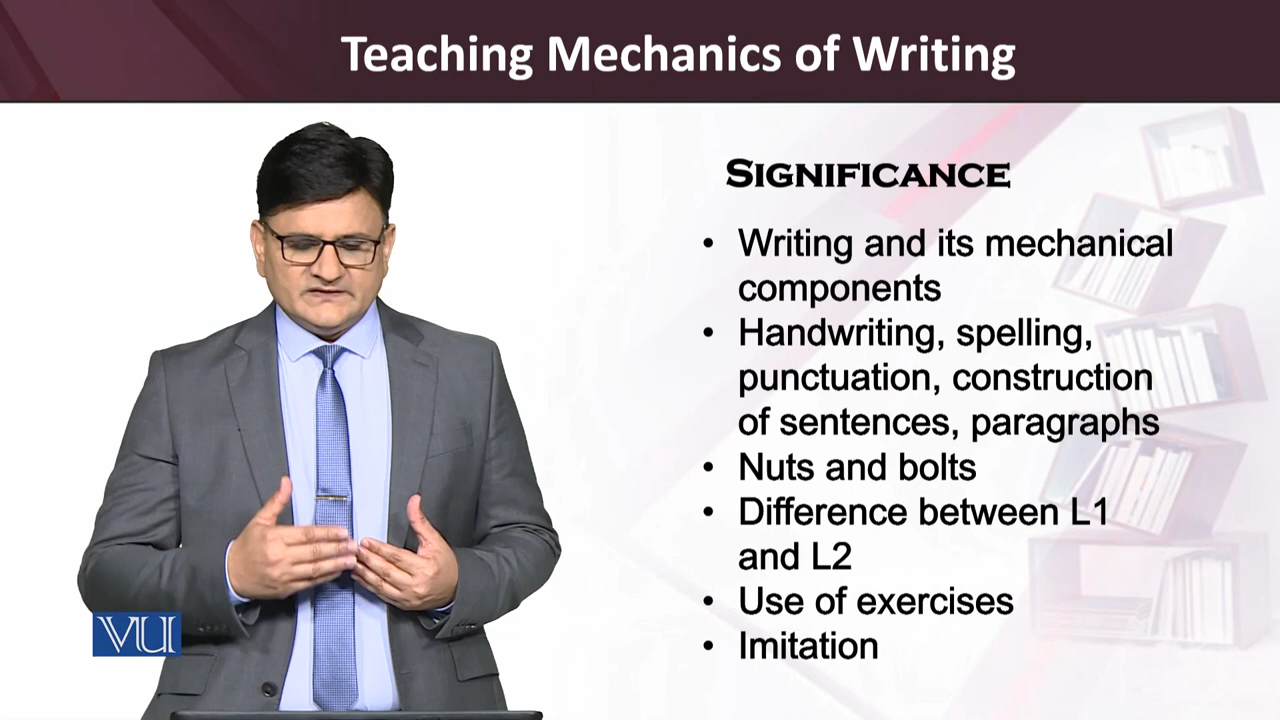 Teaching Mechanics of Writing
SIGNIFICANCE
• Writing and its mechanical
components
• Handwriting, spelling,
punctuation, construction
of sentences, paragraphs
• Nuts and bolts
• Difference between L1
and L2
• Use of exercises
• Imitation
VU